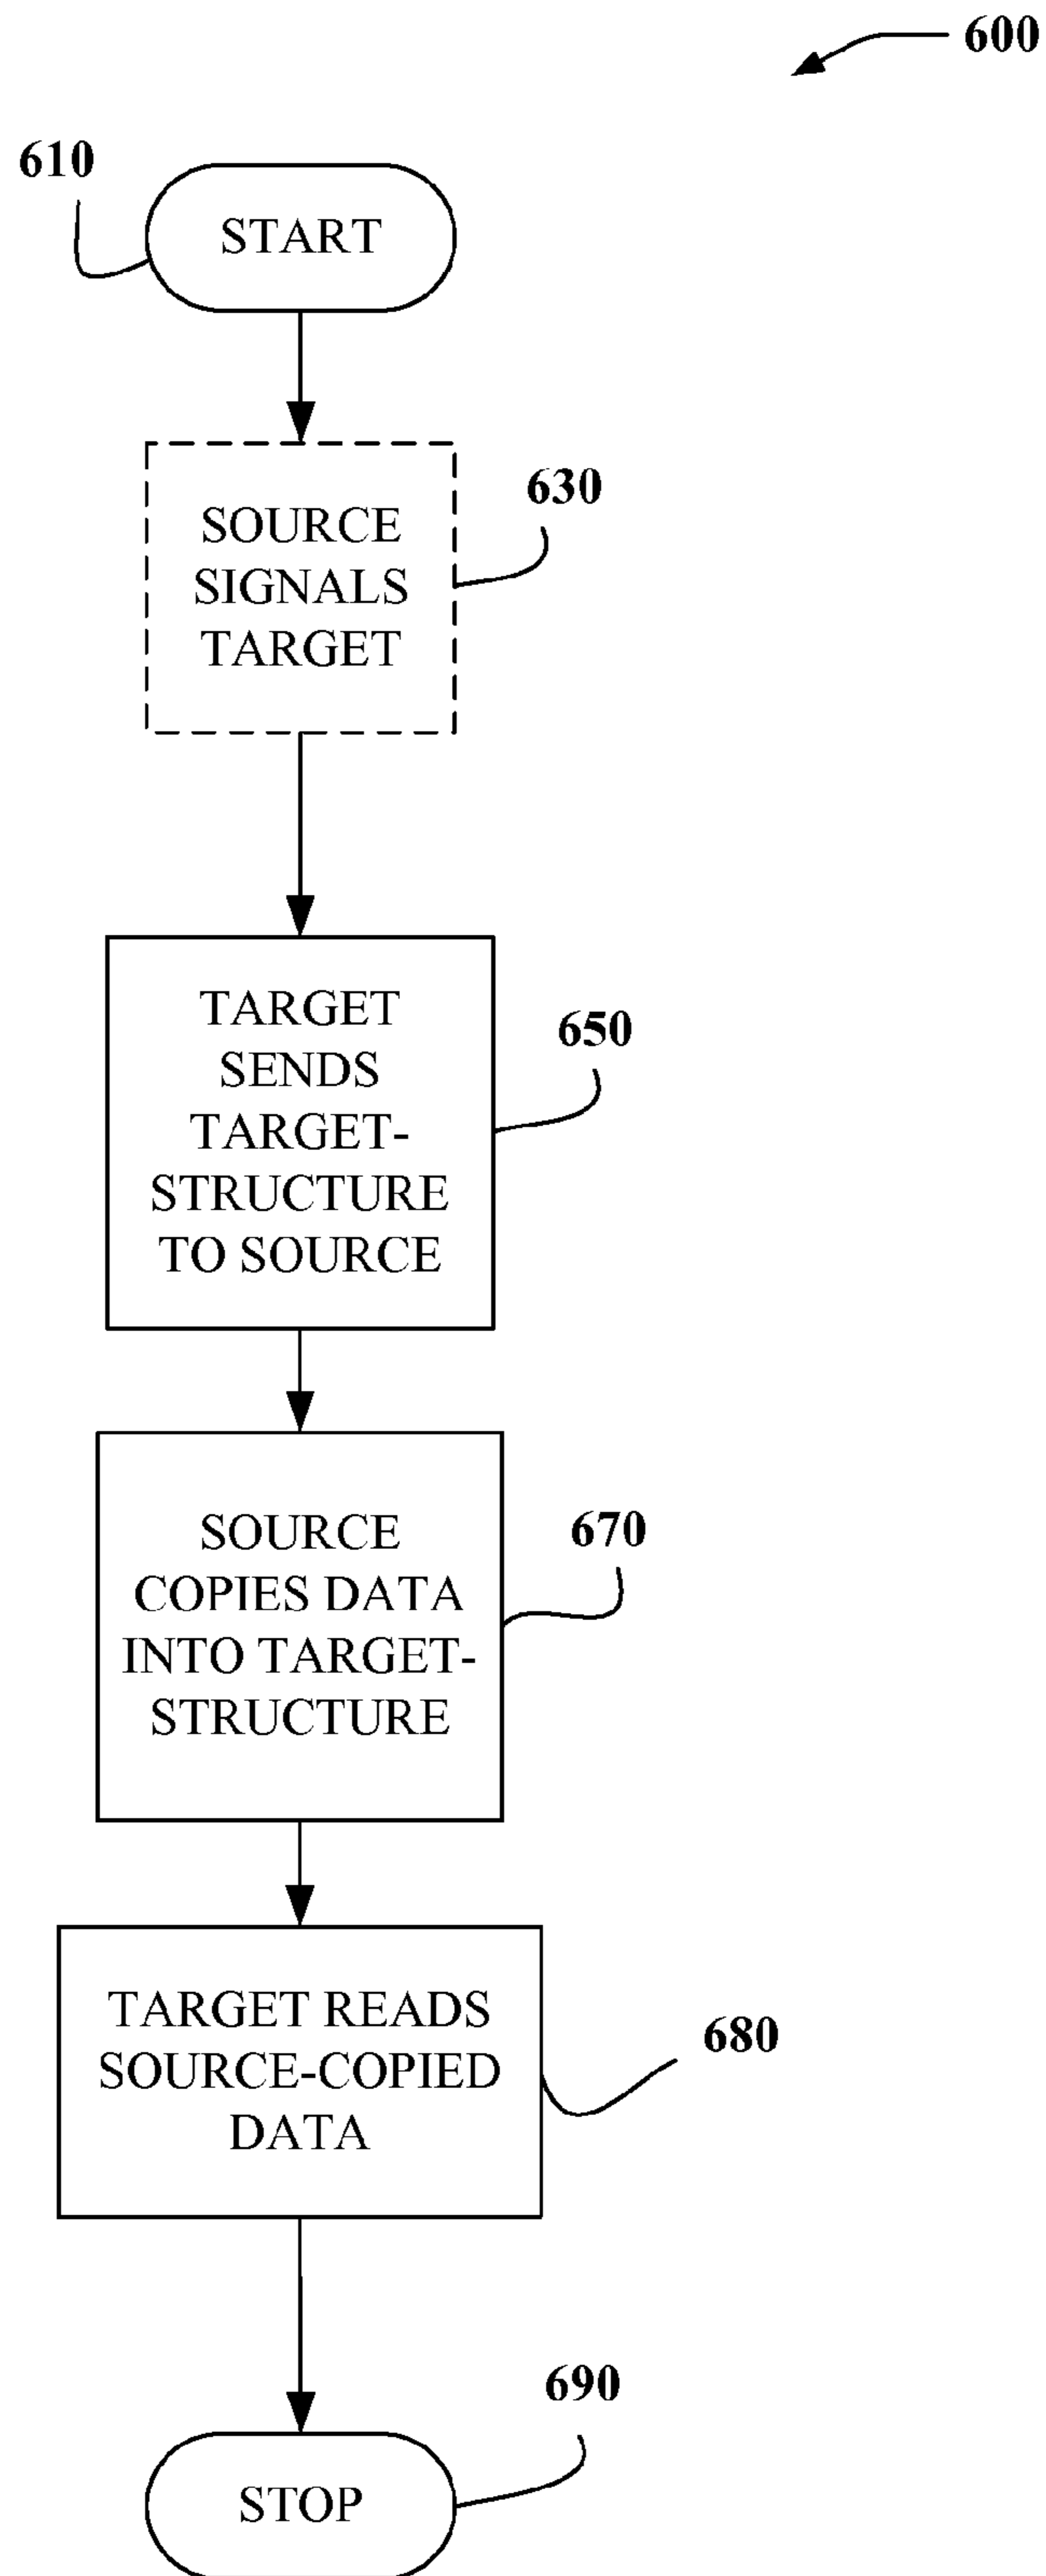 600
610
START
630
SOURCE
SIGNALS
TARGET
650
TARGET
SENDS
TARGET-
STRUCTURE
TO SOURCE
670
SOURCE
COPIES DATA
INTO TARGET-
STRUCTURE
680
TARGET READS
SOURCE-COPIED
DATA
690
STOP